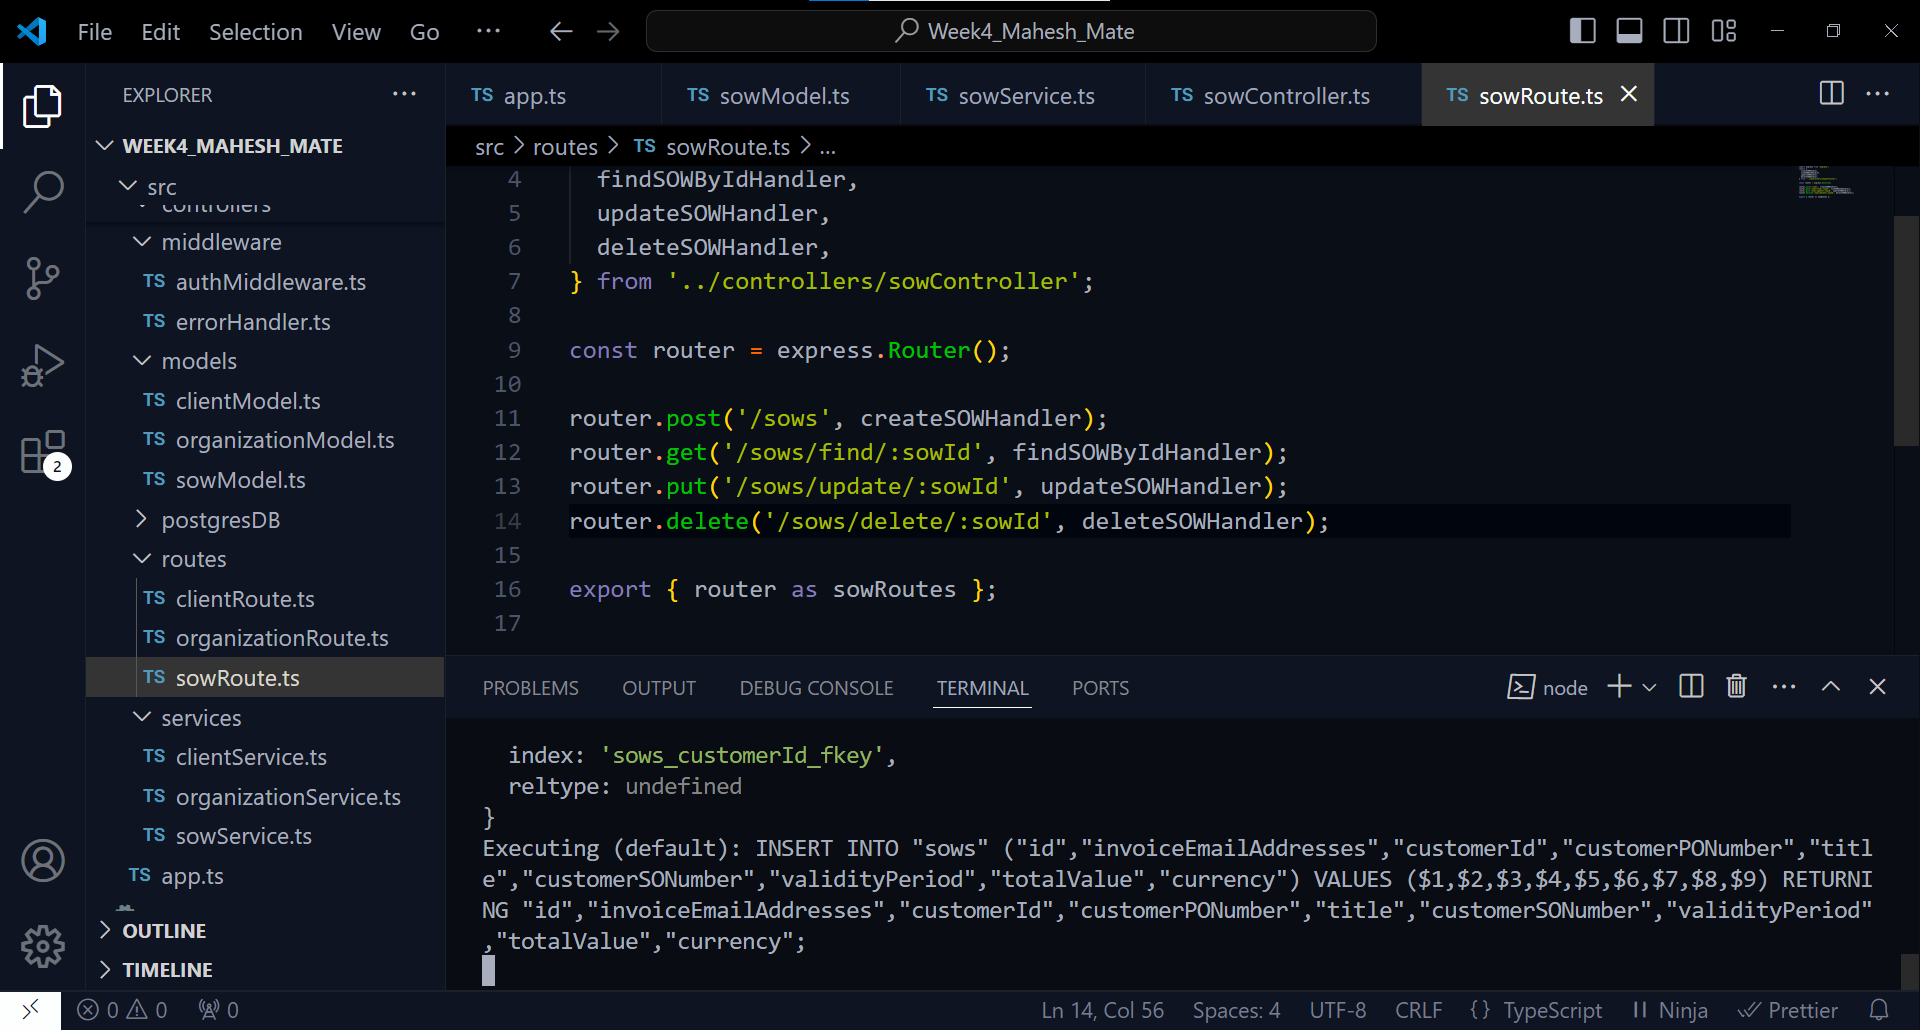 File Edit Selection View Go ··· Week4_Mahesh_Mate
EXPLORER ···
WEEK4_MAHESH_MATE
src
controllers
middleware
TS authMiddleware.ts
TS errorHandler.ts
models
TS clientModel.ts
TS organizationModel.ts
TS sowModel.ts
postgresDB
routes
TS clientRoute.ts
TS organizationRoute.ts
TS sowRoute.ts
services
TS clientService.ts
TS organizationService.ts
TS sowService.ts
TS app.ts
OUTLINE
TIMELINE
2
TS app.ts TS sowModel.ts TS sowService.ts TS sowController.ts TS sowRoute.ts
src > routes > TS sowRoute.ts > ...
4 findSOWByIdHandler,
5 updateSOWHandler,
6 deleteSOWHandler,
7 } from '../controllers/sowController';
8
9 const router = express.Router();
10
11 router.post('/sows', createSOWHandler);
12 router.get('/sows/find/:sowId', findSOWByIdHandler);
13 router.put('/sows/update/:sowId', updateSOWHandler);
14 router.delete('/sows/delete/:sowId', deleteSOWHandler);
15
16 export { router as sowRoutes };
17
PROBLEMS OUTPUT DEBUG CONSOLE TERMINAL PORTS node
index: 'sows_customerId_fkey',
reltype: undefined
}
Executing (default): INSERT INTO "sows" ("id","invoiceEmailAddresses","customerId","customerPONumber","titl
e","customerSONumber","validityPeriod","totalValue","currency") VALUES ($1,$2,$3,$4,$5,$6,$7,$8,$9) RETURNI
NG "id","invoiceEmailAddresses","customerId","customerPONumber","title","customerSONumber","validityPeriod"
,"totalValue","currency";
0 0 0 Ln 14, Col 56 Spaces: 4 UTF-8 CRLF {} TypeScript Ninja Prettier